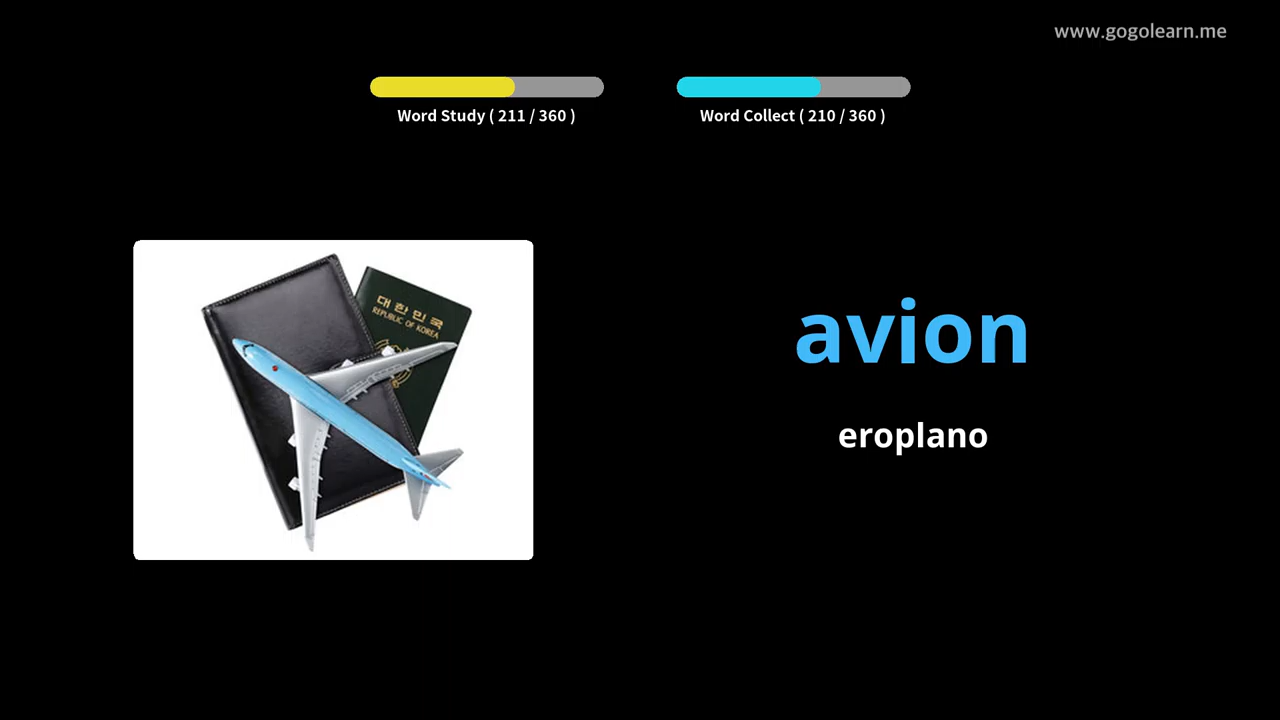 www.gogolearn.me
Word Study ( 211 / 360 )
Word Collect ( 210 / 360 )
대한민국
REPUBLIC OF KOREA
avion
eroplano